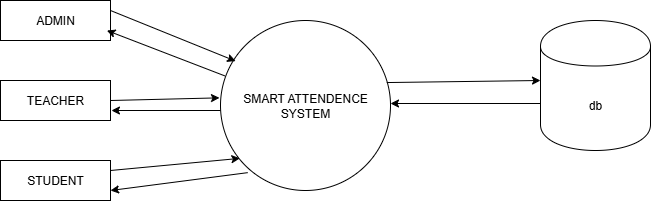 ADMIN
TEACHER
STUDENT
SMART ATTENDENCE
SYSTEM
db